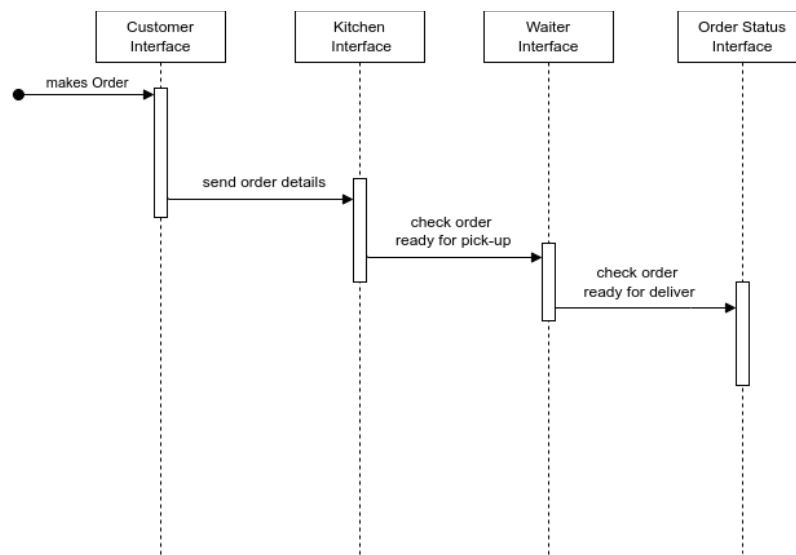 Customer
Interface
Kitchen
Interface
Waiter
Interface
Order Status
Interface
makes Order
send order details
check order
ready for pick-up
check order
ready for deliver